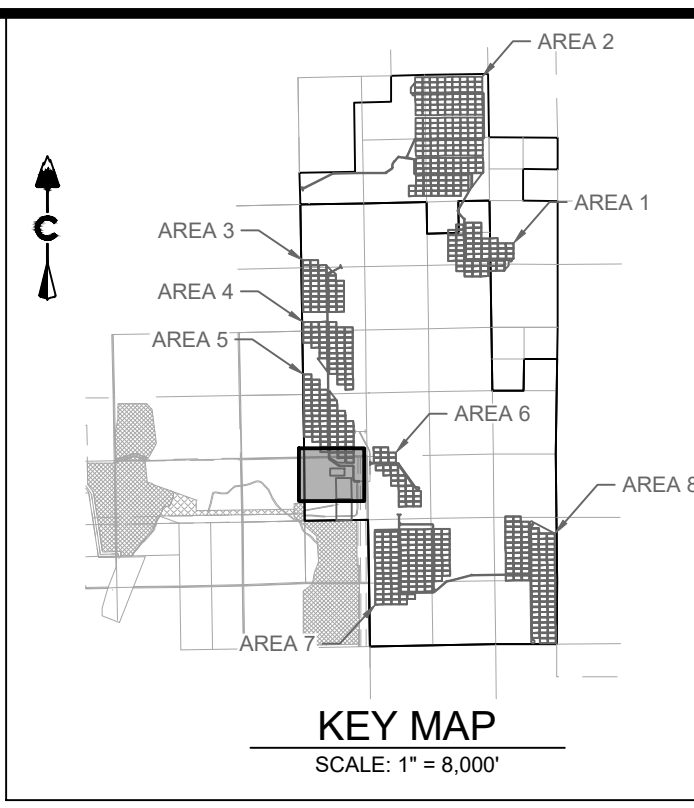 AREA 2
AREA 1
AREA 3
AREA 4
AREA 5
AREA 6
AREA 8
AREA 7
C
KEY MAP
SCALE: 1" = 8,000'